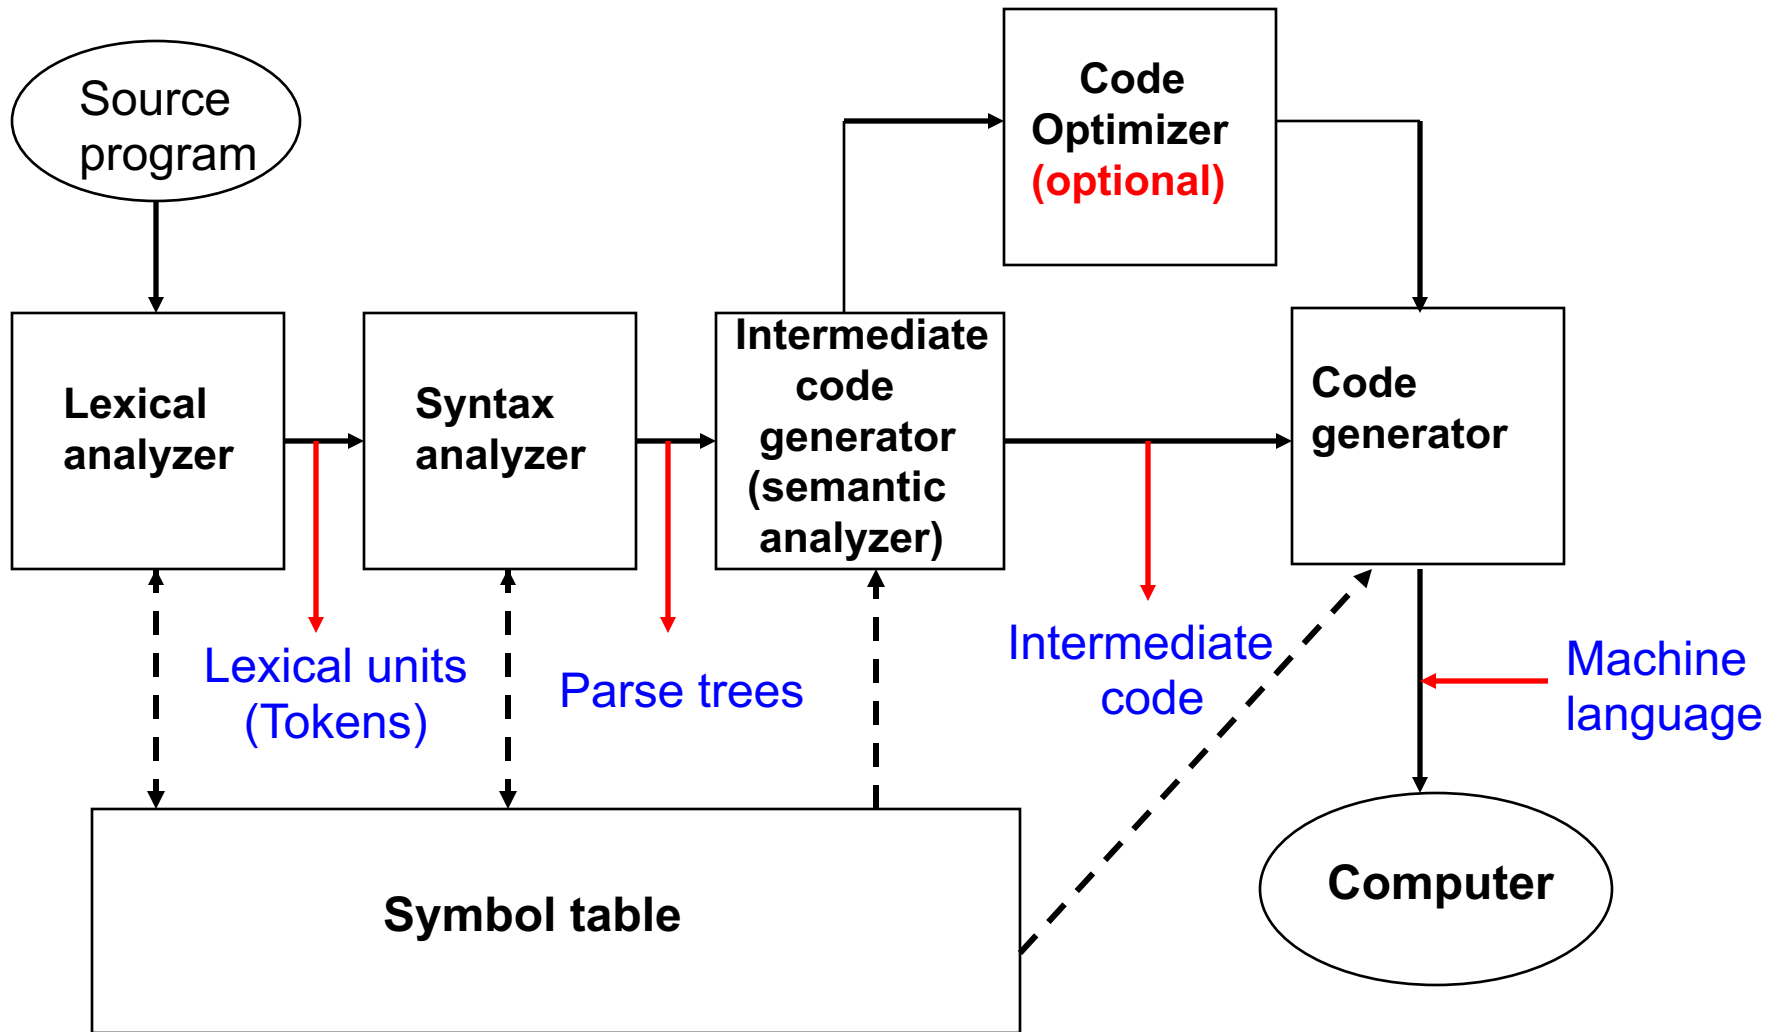 Source
program
Code
Optimizer
(optional)
Lexical
analyzer
Syntax
analyzer
Intermediate
code
generator
(semantic
analyzer)
Code
generator
Lexical units
(Tokens)
Parse trees
Intermediate
code
Machine
language
Symbol table
Computer